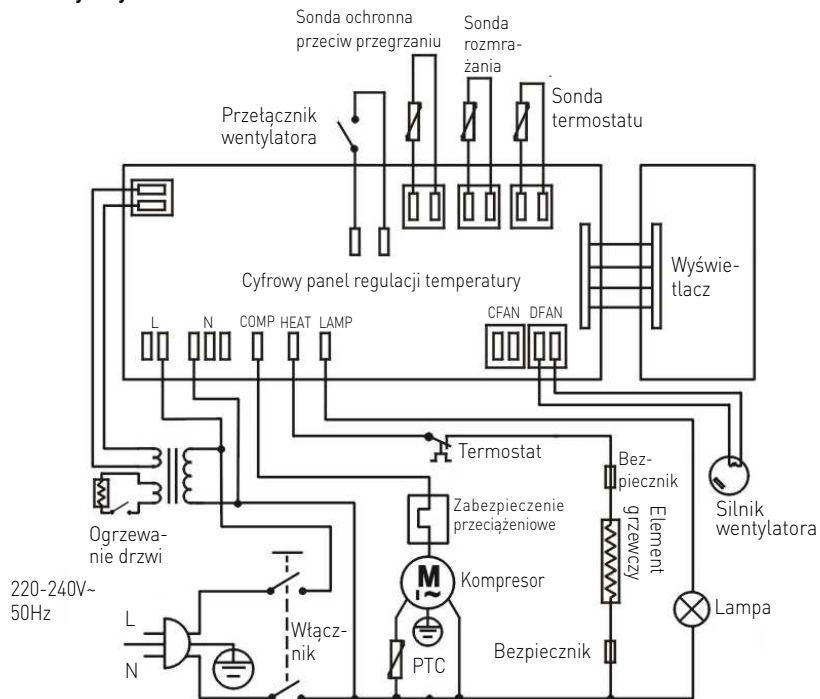 Sonda ochronna
przeciw przegrzaniu
Sonda
rozmra-
żania
Sonda
termostatu
Przełącznik
wentylatora
Cyfrowy panel regulacji temperatury
Wyświe-
tlacz
L
N
COMP
HEAT
LAMP
CFAN
DFAN
Termostat
Bez-
piecznik
Silnik
wentylatora
Ogrzewa-
nie drzwi
Zabezpieczenie
przeciążeniowe
Element
grzewczy
M
1~
Kompresor
220-240V~
50Hz
L
N
Włącz-
nik
PTC
Bezpiecznik
Lampa